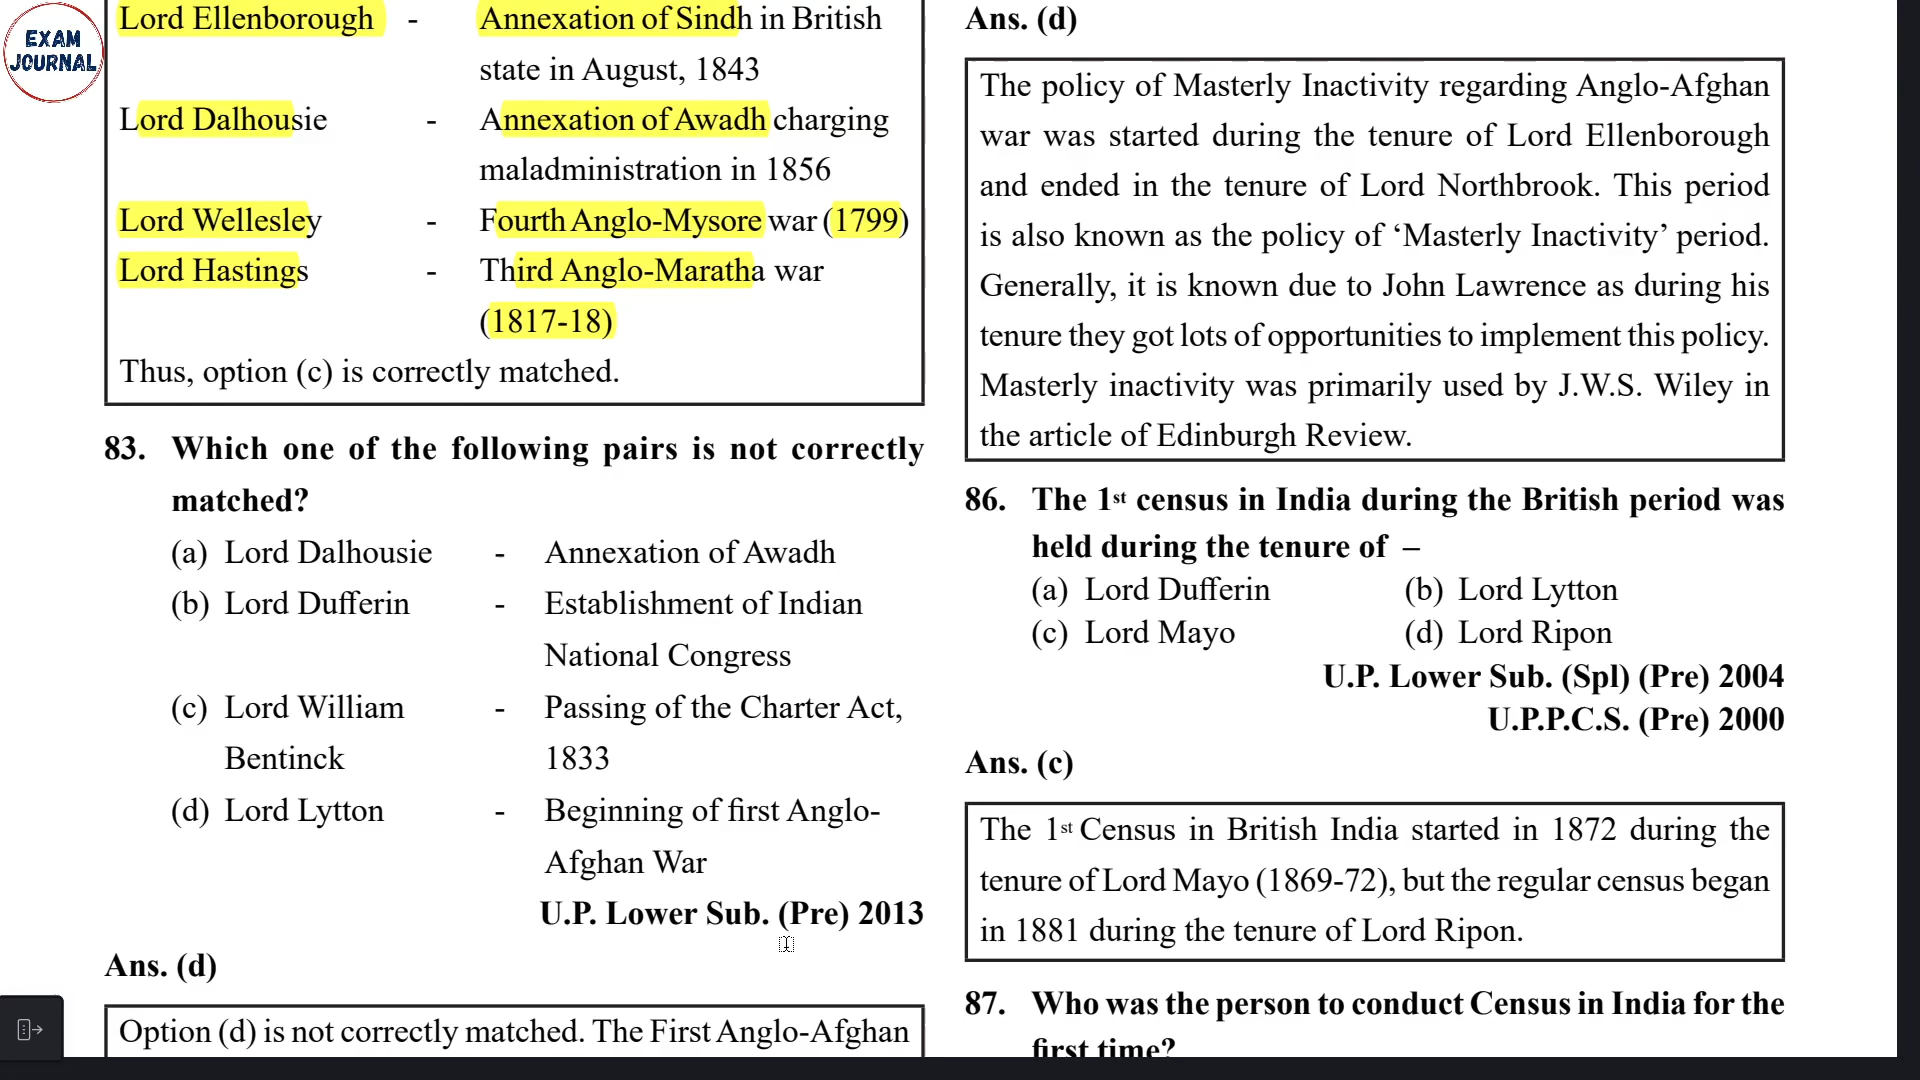 EXAM
JOURNAL
Lord Ellenborough - Annexation of Sindh in British
state in August, 1843
Lord Dalhousie - Annexation of Awadh charging
maladministration in 1856
Lord Wellesley - Fourth Anglo-Mysore war (1799)
Lord Hastings - Third Anglo-Maratha war
(1817-18)
Thus, option (c) is correctly matched.
83. Which one of the following pairs is not correctly
matched?
(a) Lord Dalhousie - Annexation of Awadh
(b) Lord Dufferin - Establishment of Indian
National Congress
(c) Lord William - Passing of the Charter Act,
Bentinck 1833
(d) Lord Lytton - Beginning of first Anglo-
Afghan War
U.P. Lower Sub. (Pre) 2013
Ans. (d)
Option (d) is not correctly matched. The First Anglo-Afghan
Ans. (d)
The policy of Masterly Inactivity regarding Anglo-Afghan
war was started during the tenure of Lord Ellenborough
and ended in the tenure of Lord Northbrook. This period
is also known as the policy of ‘Masterly Inactivity’ period.
Generally, it is known due to John Lawrence as during his
tenure they got lots of opportunities to implement this policy.
Masterly inactivity was primarily used by J.W.S. Wiley in
the article of Edinburgh Review.
86. The 1st census in India during the British period was
held during the tenure of –
(a) Lord Dufferin (b) Lord Lytton
(c) Lord Mayo (d) Lord Ripon
U.P. Lower Sub. (Spl) (Pre) 2004
U.P.P.C.S. (Pre) 2000
Ans. (c)
The 1st Census in British India started in 1872 during the
tenure of Lord Mayo (1869-72), but the regular census began
in 1881 during the tenure of Lord Ripon.
87. Who was the person to conduct Census in India for the
first time?